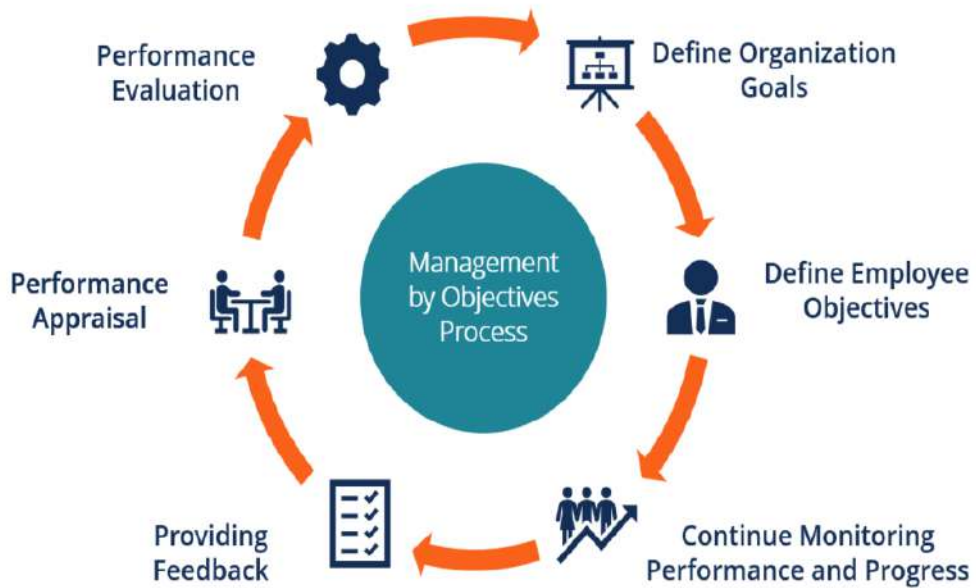 Performance
Evaluation
Define Organization
Goals
Define Employee
Objectives
Continue Monitoring
Performance and Progress
Providing
Feedback
Performance
Appraisal
Management
by Objectives
Process